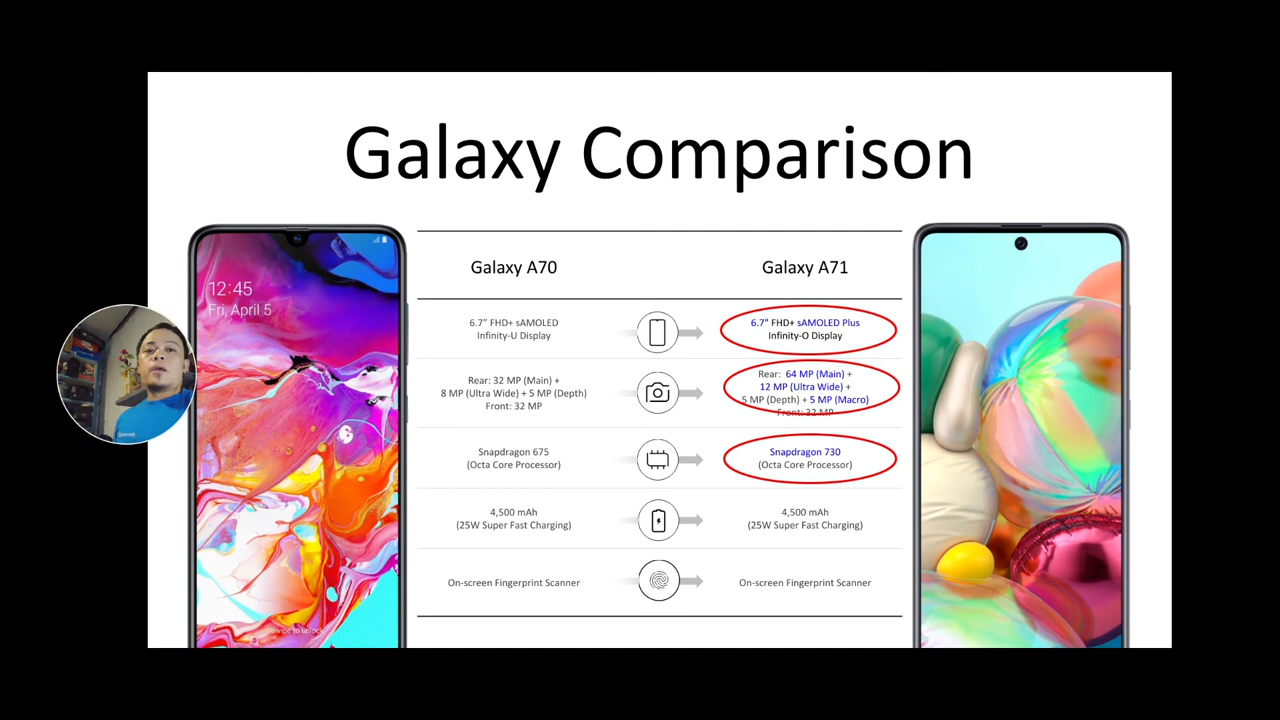 Galaxy Comparison
12:45
Fri, April 5
Galaxy A70
Galaxy A71
6.7” FHD+ sAMOLED
Infinity-U Display
6.7" FHD+ sAMOLED Plus
Infinity-O Display
Rear: 32 MP (Main) +
8 MP (Ultra Wide) + 5 MP (Depth)
Front: 32 MP
Rear: 64 MP (Main) +
12 MP (Ultra Wide) +
5 MP (Depth) + 5 MP (Macro)
Front: 32 MP
Snapdragon 675
(Octa Core Processor)
Snapdragon 730
(Octa Core Processor)
4,500 mAh
(25W Super Fast Charging)
4,500 mAh
(25W Super Fast Charging)
On-screen Fingerprint Scanner
On-screen Fingerprint Scanner
Swipe to unlock